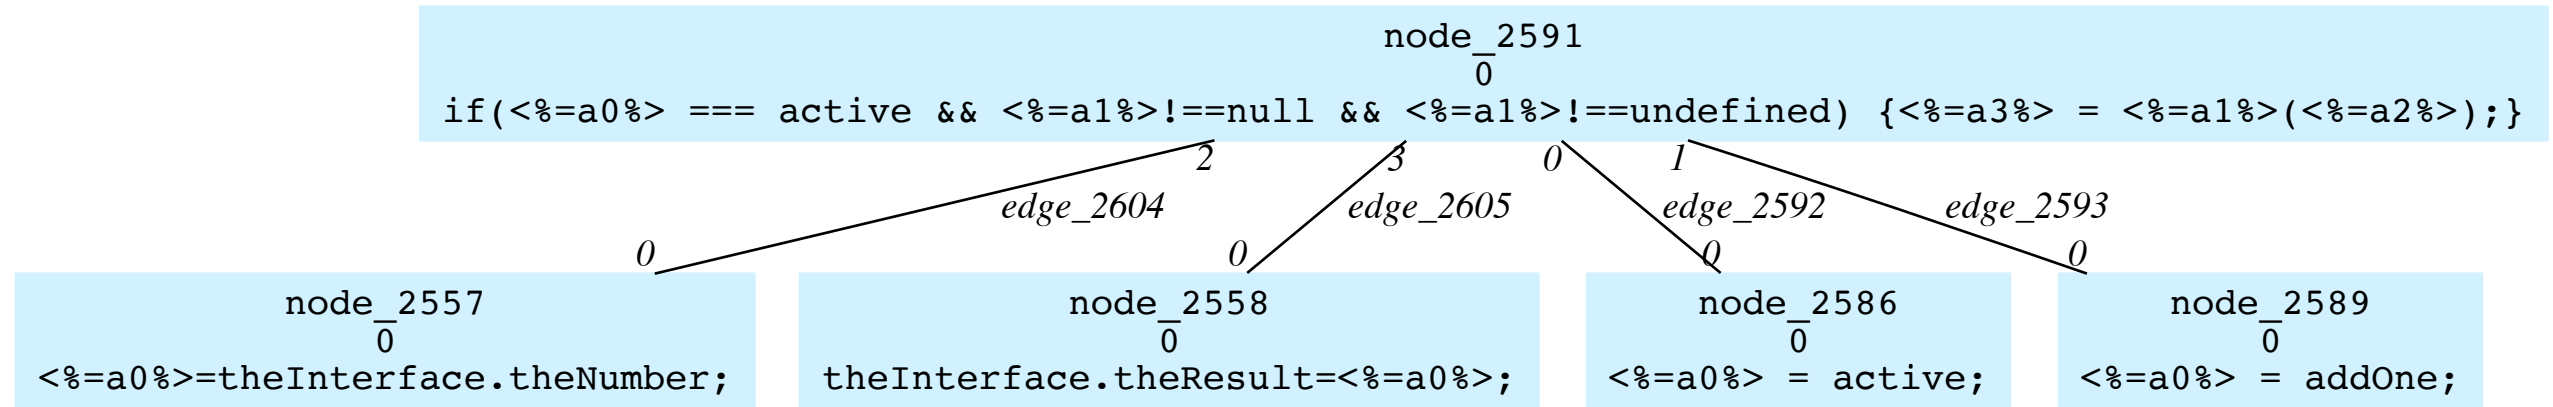 node_2591
0
if(<%=a0%> === active && <%=a1%>!==null && <%=a1%>!==undefined) {<%=a3%> = <%=a1%>(<%=a2%>);}
2 3 0 1
edge_2604 edge_2605 edge_2592 edge_2593
0 0 0 0
node_2557 node_2558 node_2586 node_2589
0 0 0 0
<%=a0%>=theInterface.theNumber; theInterface.theResult=<%=a0%>; <%=a0%> = active; <%=a0%> = addOne;